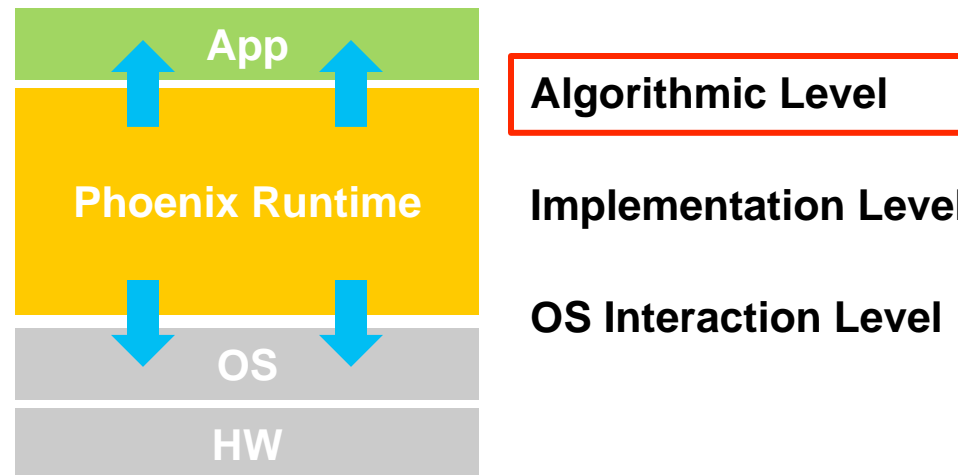 App
Algorithmic Level
Phoenix Runtime
Implementation Level
OS Interaction Level
OS
HW